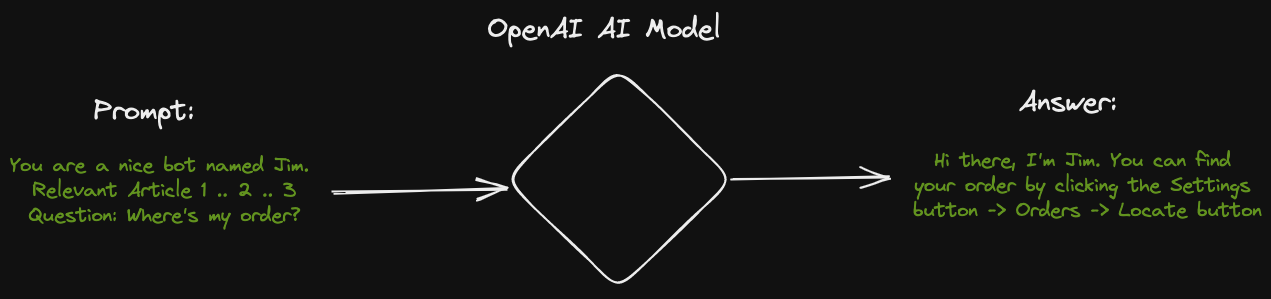 OpenAI AI Model
Prompt:
You are a nice bot named Jim.
Relevant Article 1 .. 2 .. 3
Question: Where's my order?
Answer:
Hi there, I'm Jim. You can find
your order by clicking the Settings
button -> Orders -> Locate button